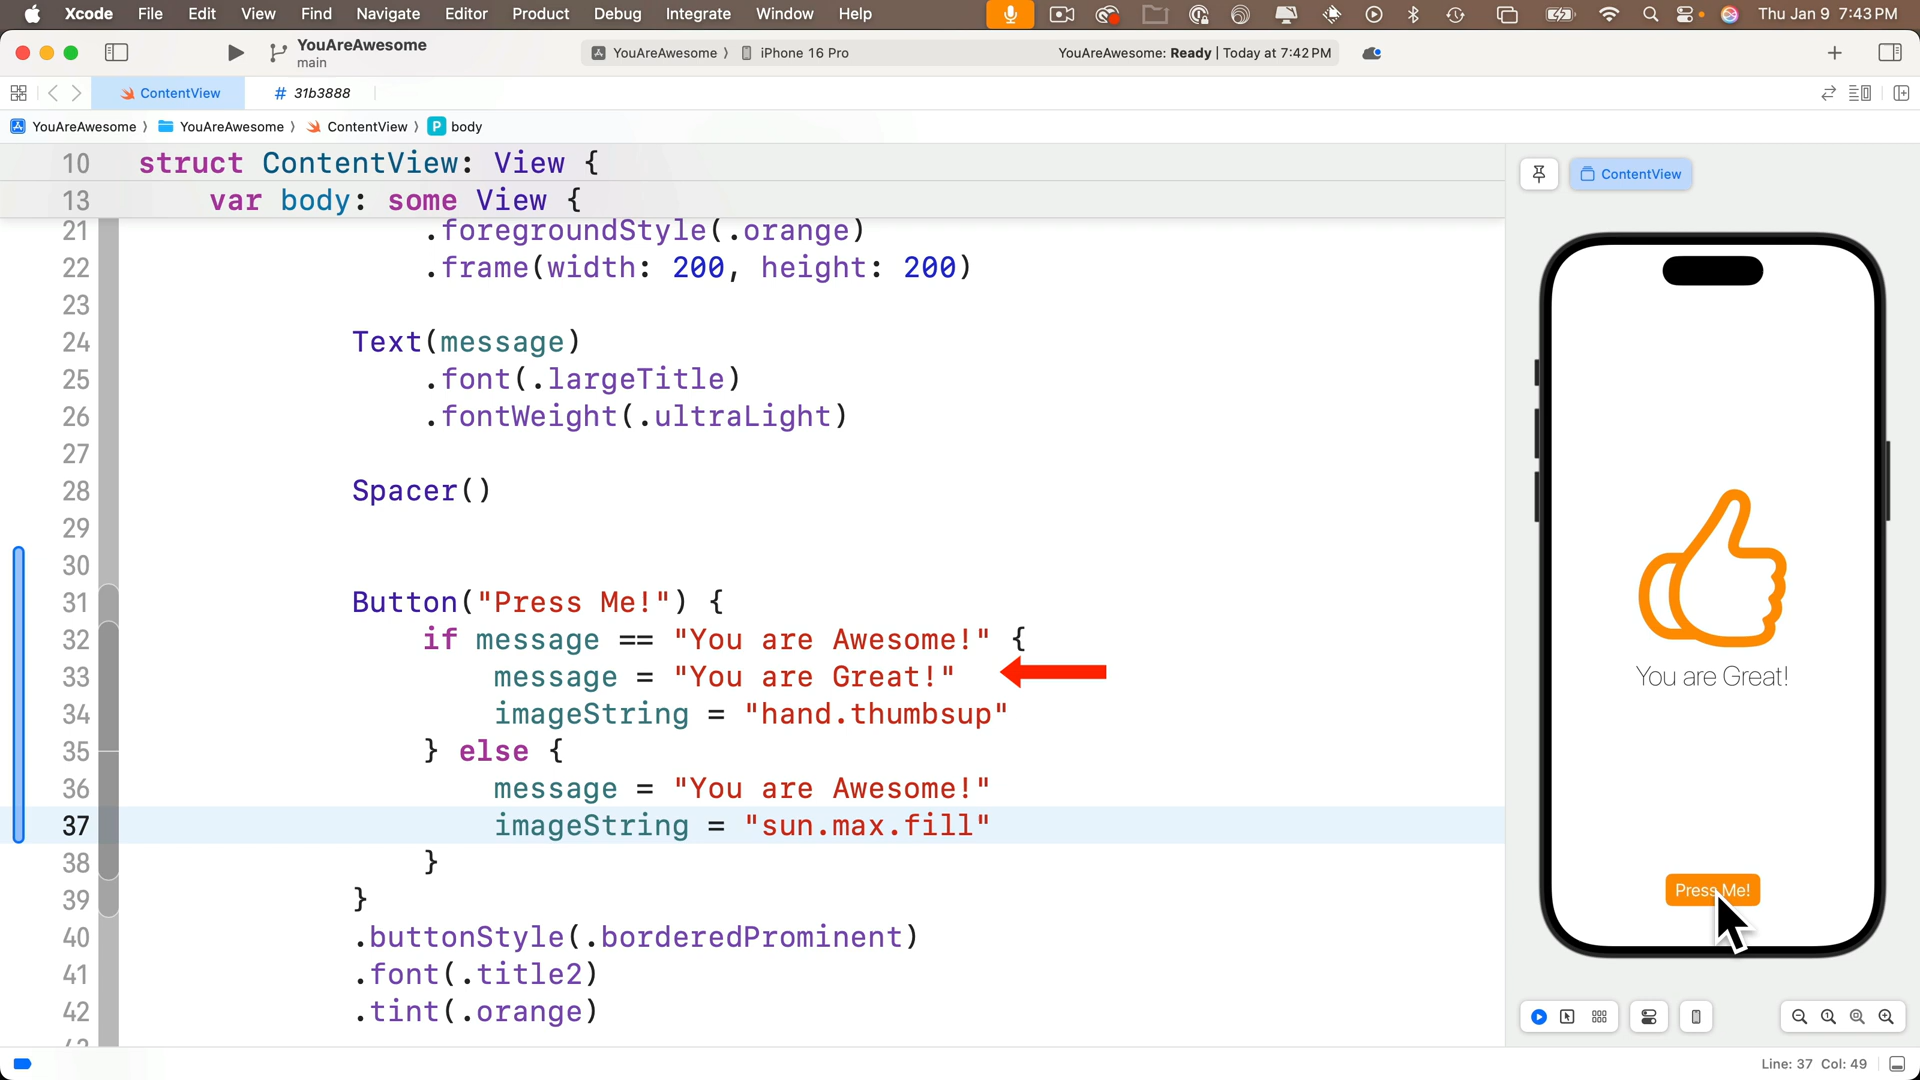 Xcode File Edit View Find Navigate Editor Product Debug Integrate Window Help Thu Jan 9 7:43 PM
YouAreAwesome
main
YouAreAwesome 〉 iPhone 16 Pro
YouAreAwesome: Ready | Today at 7:42 PM
ContentView
# 31b3888
YouAreAwesome 〉 YouAreAwesome 〉 ContentView 〉 P body
10 struct ContentView: View {
13 var body: some View {
21 .foregroundStyle(.orange)
22 .frame(width: 200, height: 200)
23
24 Text(message)
25 .font(.largeTitle)
26 .fontWeight(.ultraLight)
27
28 Spacer()
29
30
31 Button("Press Me!") {
32 if message == "You are Awesome!" {
33 message = "You are Great!"
34 imageString = "hand.thumbsup"
35 } else {
36 message = "You are Awesome!"
37 imageString = "sun.max.fill"
38 }
39 }
40 .buttonStyle(.borderedProminent)
41 .font(.title2)
42 .tint(.orange)
ContentView
You are Great!
Press Me!
Line: 37 Col: 49